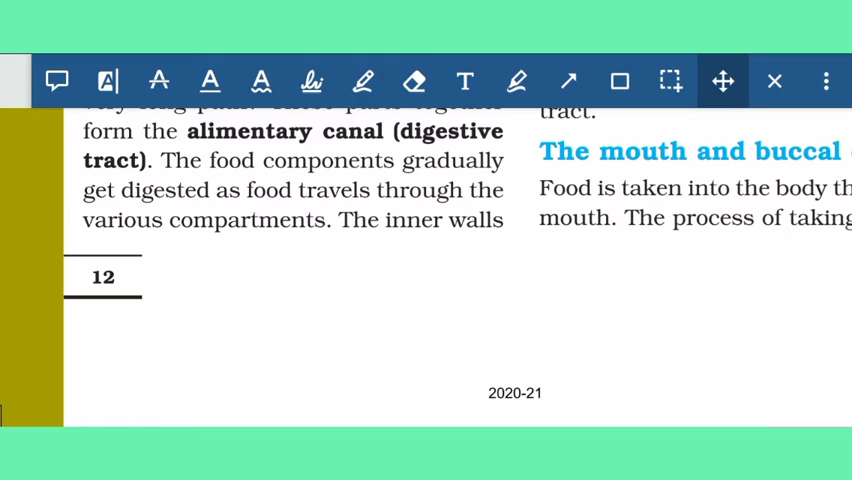 form the alimentary canal (digestive
tract). The food components gradually
get digested as food travels through the
various compartments. The inner walls
12
tract.
The mouth and buccal
Food is taken into the body th
mouth. The process of taking
2020-21